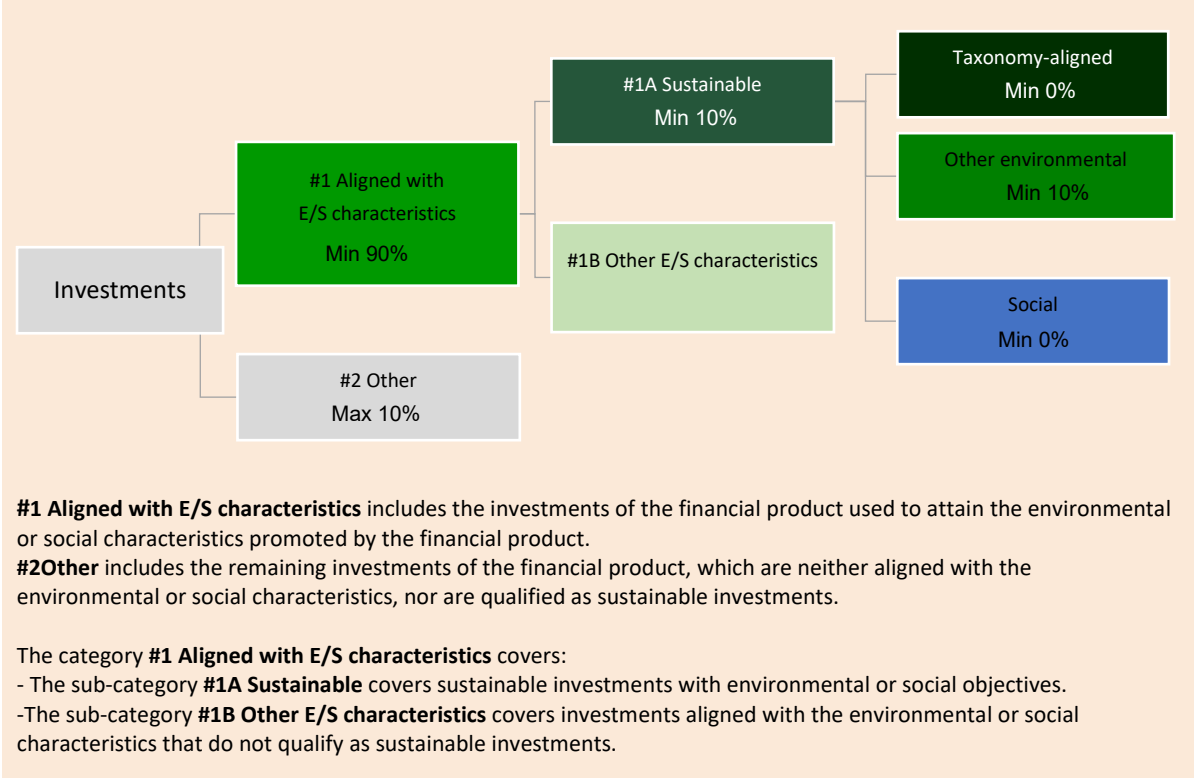 Investments
#1 Aligned with
E/S characteristics
Min 90%
#2 Other
Max 10%
#1A Sustainable
Min 10%
#1B Other E/S characteristics
Taxonomy-aligned
Min 0%
Other environmental
Min 10%
Social
Min 0%
#1 Aligned with E/S characteristics includes the investments of the financial product used to attain the environmental
or social characteristics promoted by the financial product.
#2Other includes the remaining investments of the financial product, which are neither aligned with the
environmental or social characteristics, nor are qualified as sustainable investments.
The category #1 Aligned with E/S characteristics covers:
- The sub-category #1A Sustainable covers sustainable investments with environmental or social objectives.
-The sub-category #1B Other E/S characteristics covers investments aligned with the environmental or social
characteristics that do not qualify as sustainable investments.